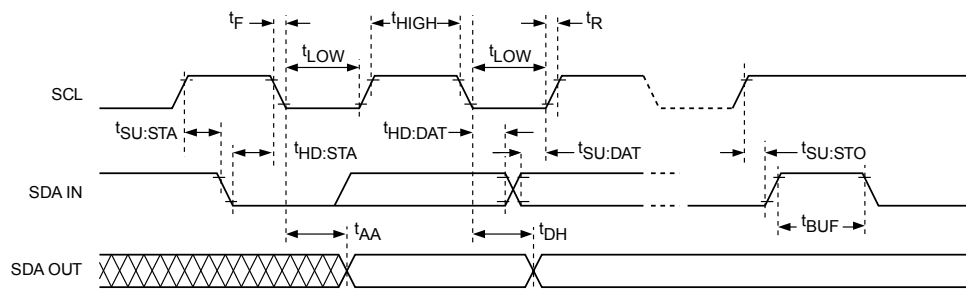 tF
tHIGH
tR
tLOW
tLOW
SCL
tSU:STA
tHD:STA
tHD:DAT
tSU:DAT
tSU:STO
SDA IN
tBUF
tAA
tDH
SDA OUT